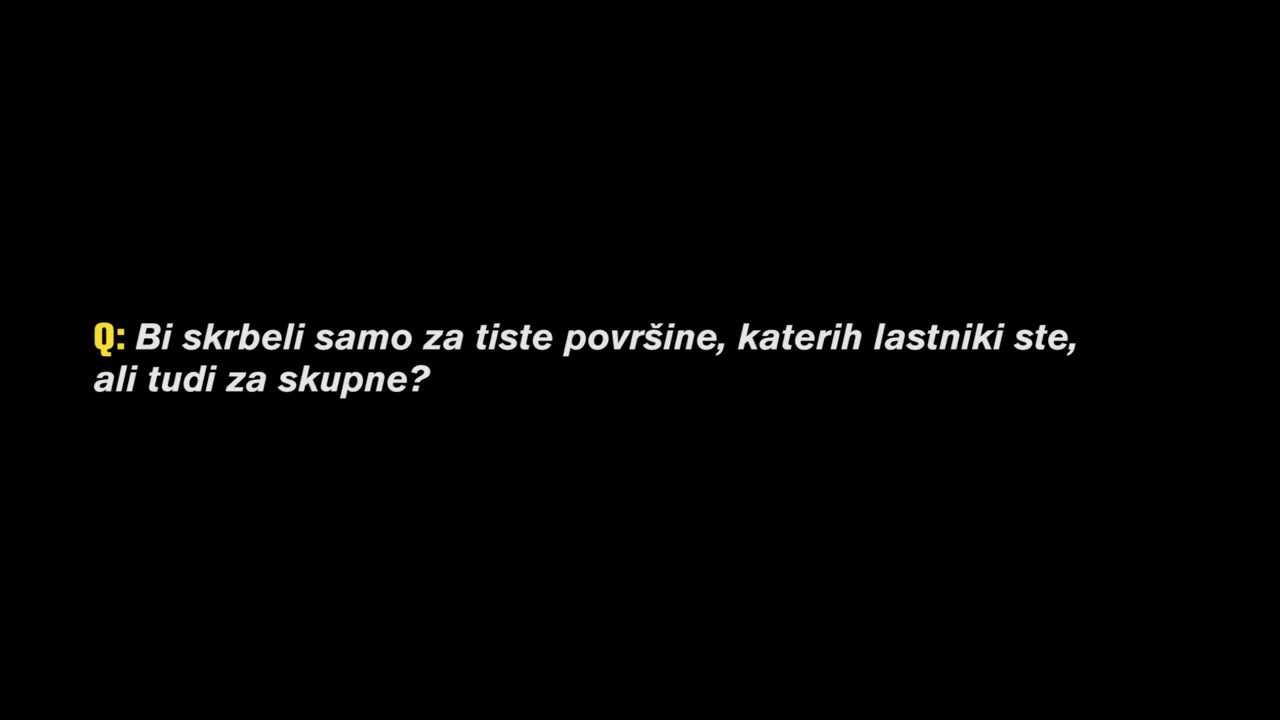 Q: Bi skrbeli samo za tiste površine, katerih lastniki ste,
ali tudi za skupne?